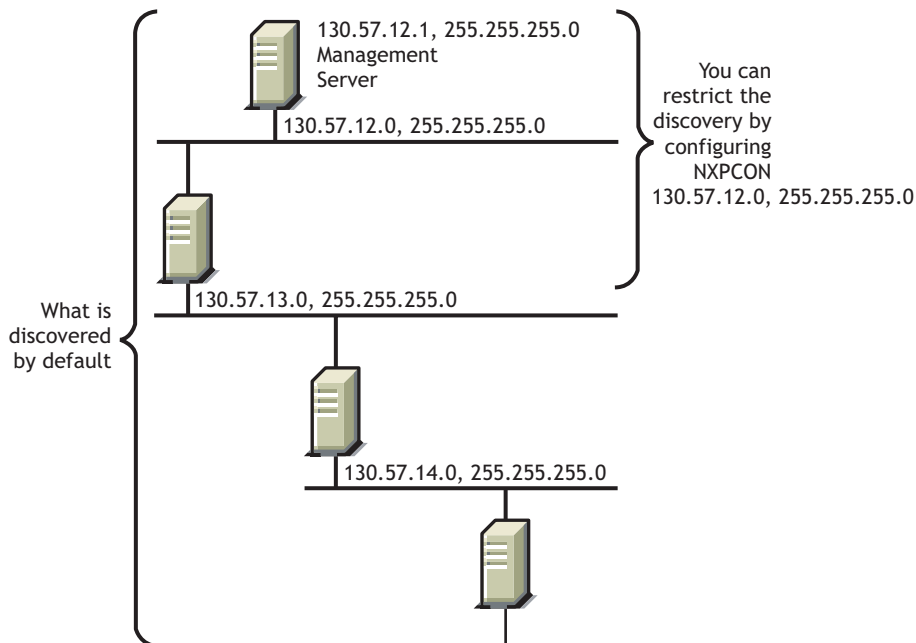 130.57.12.1, 255.255.255.0
Management
Server
130.57.12.0, 255.255.255.0
You can
restrict the
discovery by
configuring
NXPCON
130.57.12.0, 255.255.255.0
130.57.13.0, 255.255.255.0
What is
discovered
by default
130.57.14.0, 255.255.255.0